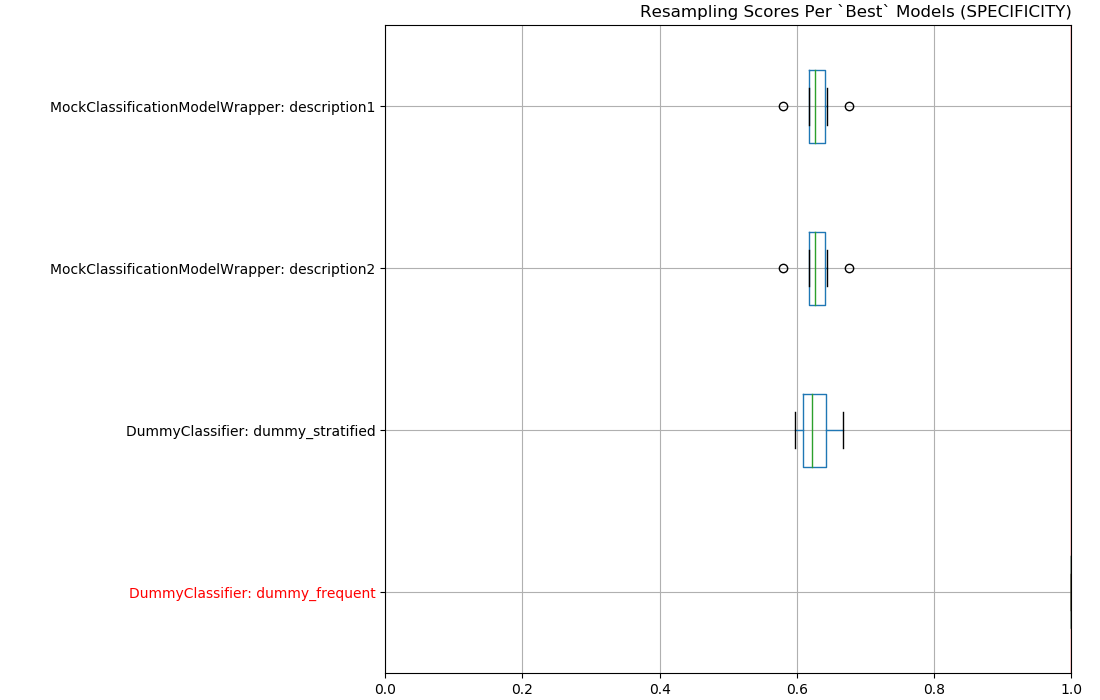 Resampling Scores Per `Best` Models (SPECIFICITY)
MockClassificationModelWrapper: description1
MockClassificationModelWrapper: description2
DummyClassifier: dummy_stratified
DummyClassifier: dummy_frequent
0.0 0.2 0.4 0.6 0.8 1.0